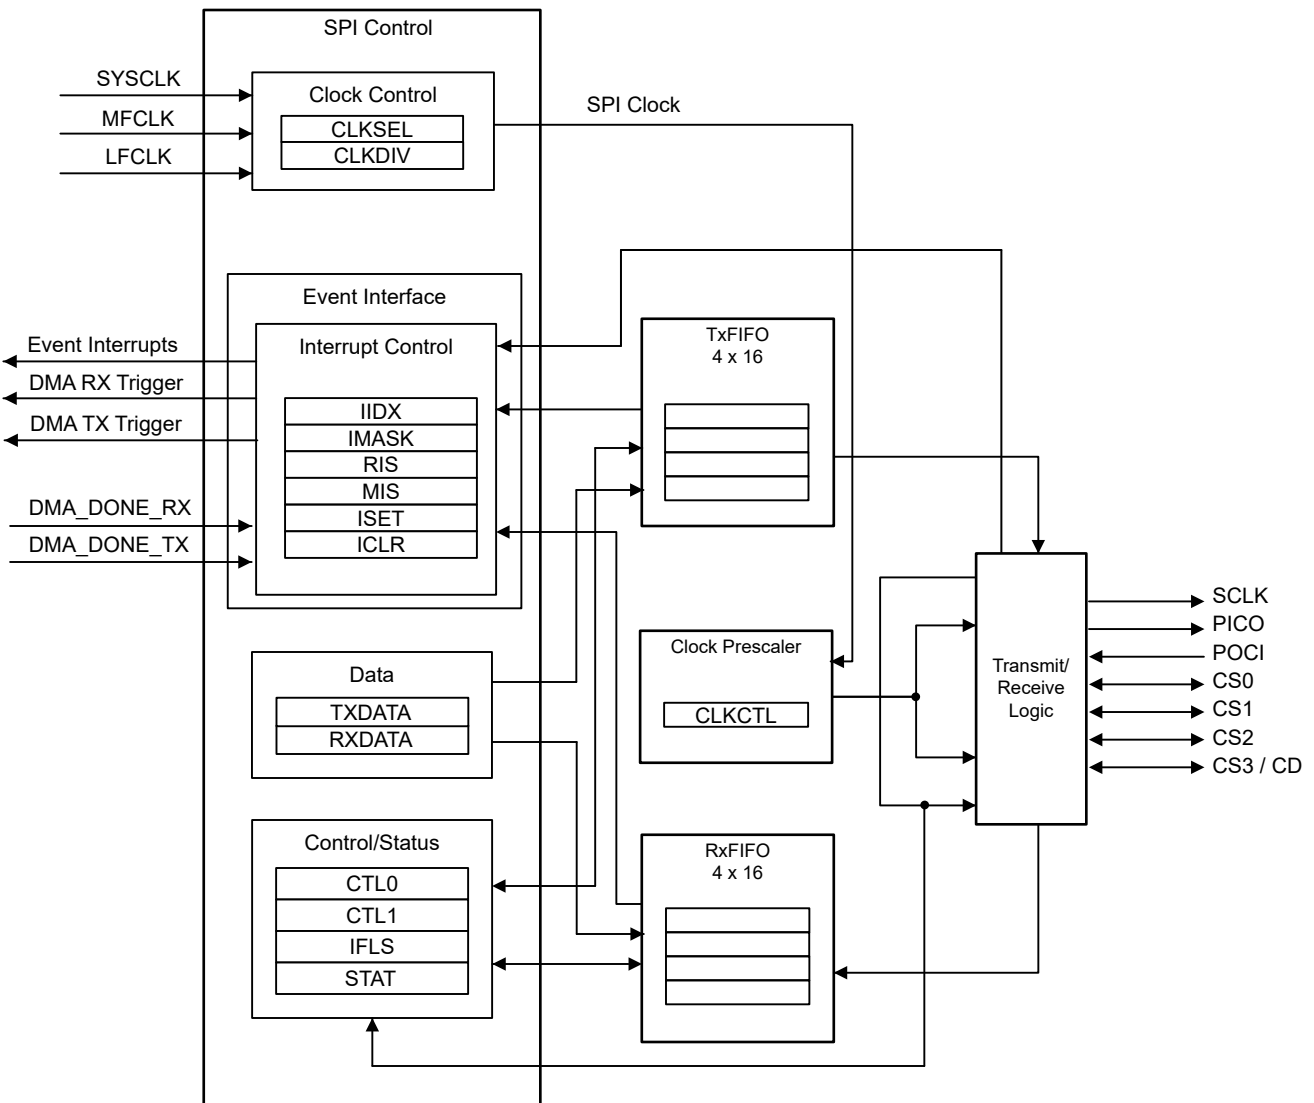 SPI Control
SYSCLK
MFCLK
LFCLK
Clock Control
CLKSEL
CLKDIV
SPI Clock
Event Interface
Interrupt Control
IIDX
IMASK
RIS
MIS
ISET
ICLR
Event Interrupts
DMA RX Trigger
DMA TX Trigger
DMA_DONE_RX
DMA_DONE_TX
TxFIFO
4 x 16
Data
TXDATA
RXDATA
Clock Prescaler
CLKCTL
Transmit/
Receive
Logic
SCLK
PICO
POCI
CS0
CS1
CS2
CS3 / CD
Control/Status
CTL0
CTL1
IFLS
STAT
RxFIFO
4 x 16